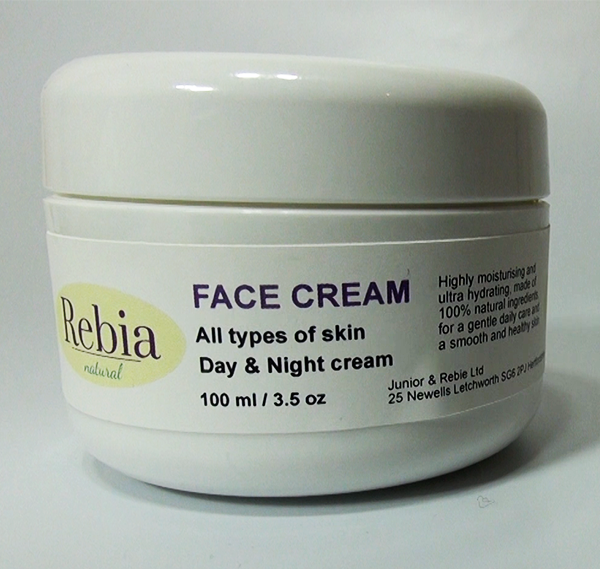 Rebia
natural
FACE CREAM
All types of skin
Day & Night cream
100 ml / 3.5 oz
Highly moisturising and
ultra hydrating, made of
100% natural ingredients,
for a gentle daily care and
a smooth and healthy skin
Junior & Rebie Ltd
25 Newells Letchworth SG6 2PJ